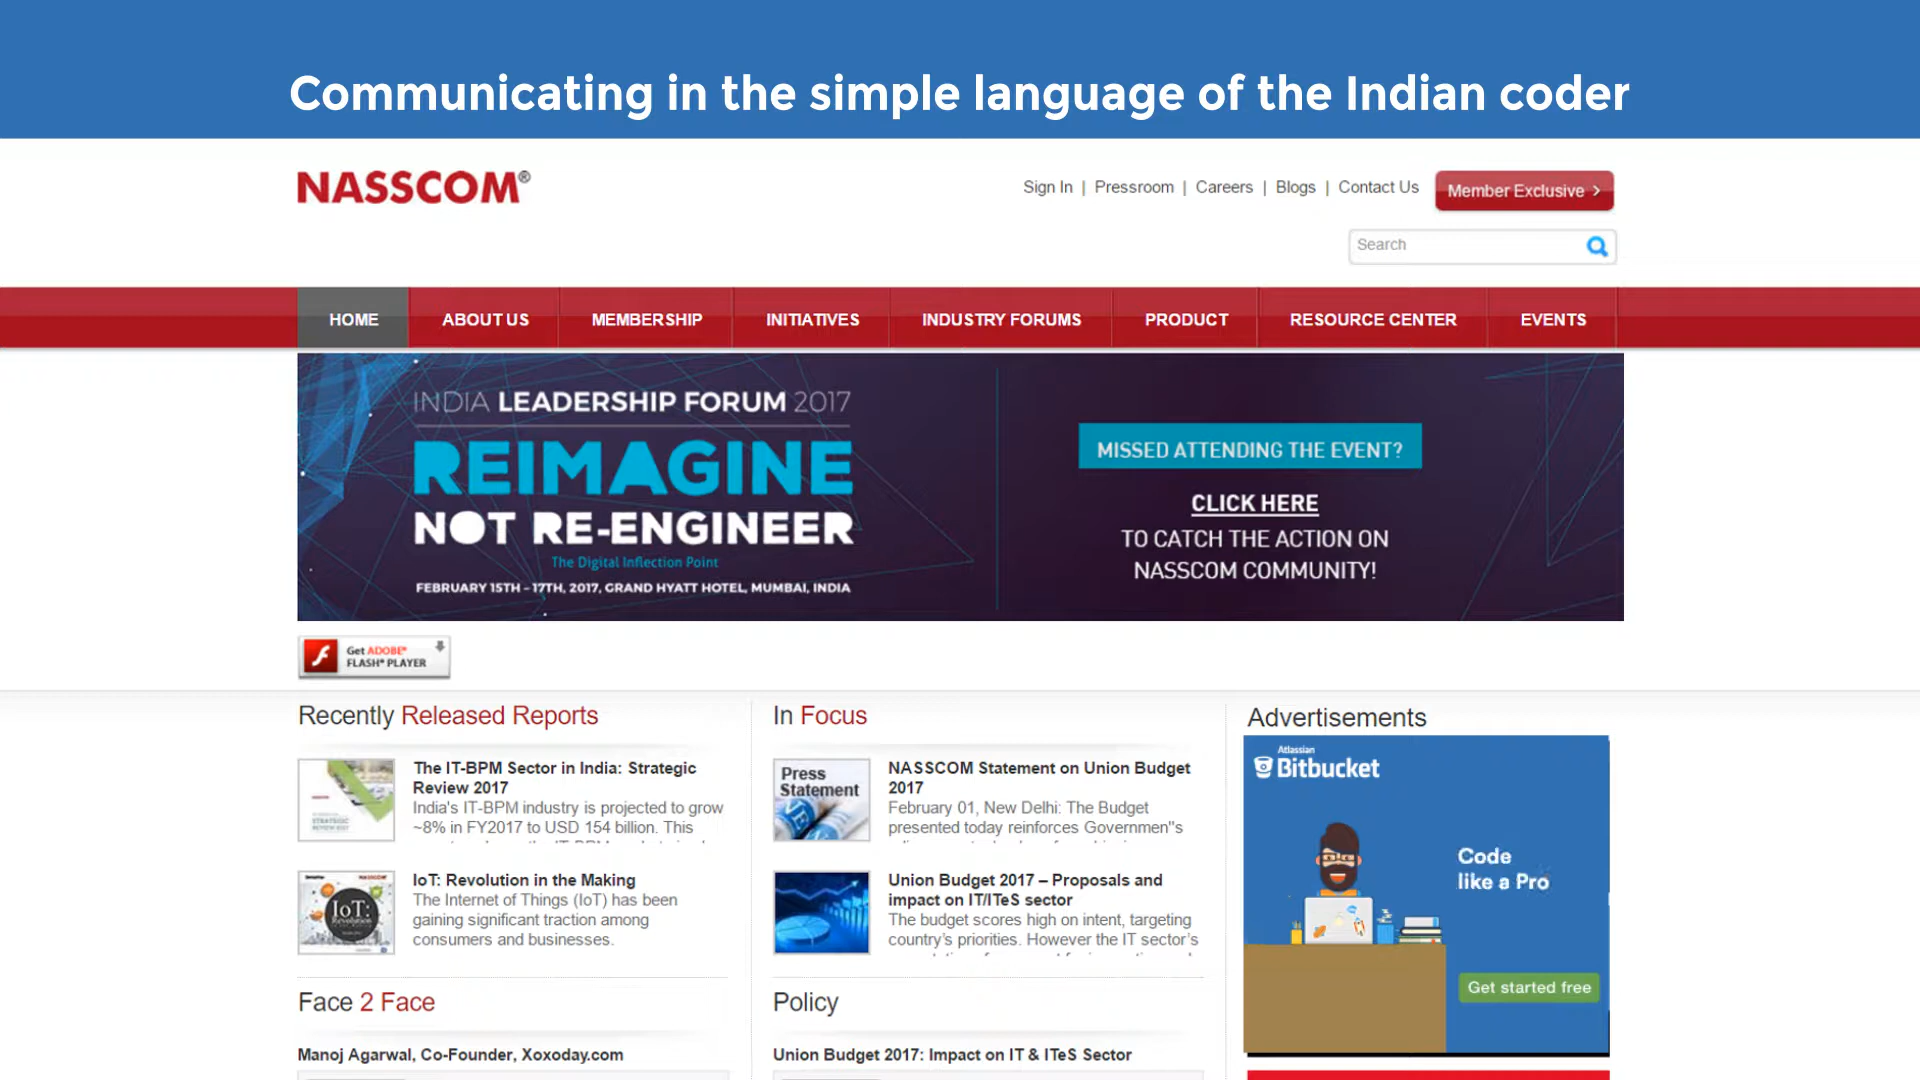 Communicating in the simple language of the Indian coder
NASSCOM®
Sign In | Pressroom | Careers | Blogs | Contact Us
Member Exclusive >
Search
HOME
ABOUT US
MEMBERSHIP
INITIATIVES
INDUSTRY FORUMS
PRODUCT
RESOURCE CENTER
EVENTS
INDIA LEADERSHIP FORUM 2017
REIMAGINE
NOT RE-ENGINEER
The Digital Inflection Point
FEBRUARY 15TH - 17TH, 2017, GRAND HYATT HOTEL, MUMBAI, INDIA
MISSED ATTENDING THE EVENT?
CLICK HERE
TO CATCH THE ACTION ON
NASSCOM COMMUNITY!
Get ADOBE®
FLASH® PLAYER
Recently Released Reports
The IT-BPM Sector in India: Strategic
Review 2017
India's IT-BPM industry is projected to grow
~8% in FY2017 to USD 154 billion. This
STRATEGIC
REVIEW 2017
IoT: Revolution in the Making
The Internet of Things (IoT) has been
gaining significant traction among
consumers and businesses.
NASSCOM
IoT:
Revolution
Face 2 Face
Manoj Agarwal, Co-Founder, Xoxoday.com
In Focus
Press
Statement
NASSCOM Statement on Union Budget
2017
February 01, New Delhi: The Budget
presented today reinforces Governmen"s
Union Budget 2017 – Proposals and
impact on IT/ITeS sector
The budget scores high on intent, targeting
country's priorities. However the IT sector's
Policy
Union Budget 2017: Impact on IT & ITeS Sector
Advertisements
Atlassian
Bitbucket
Code
like a Pro
Get started free